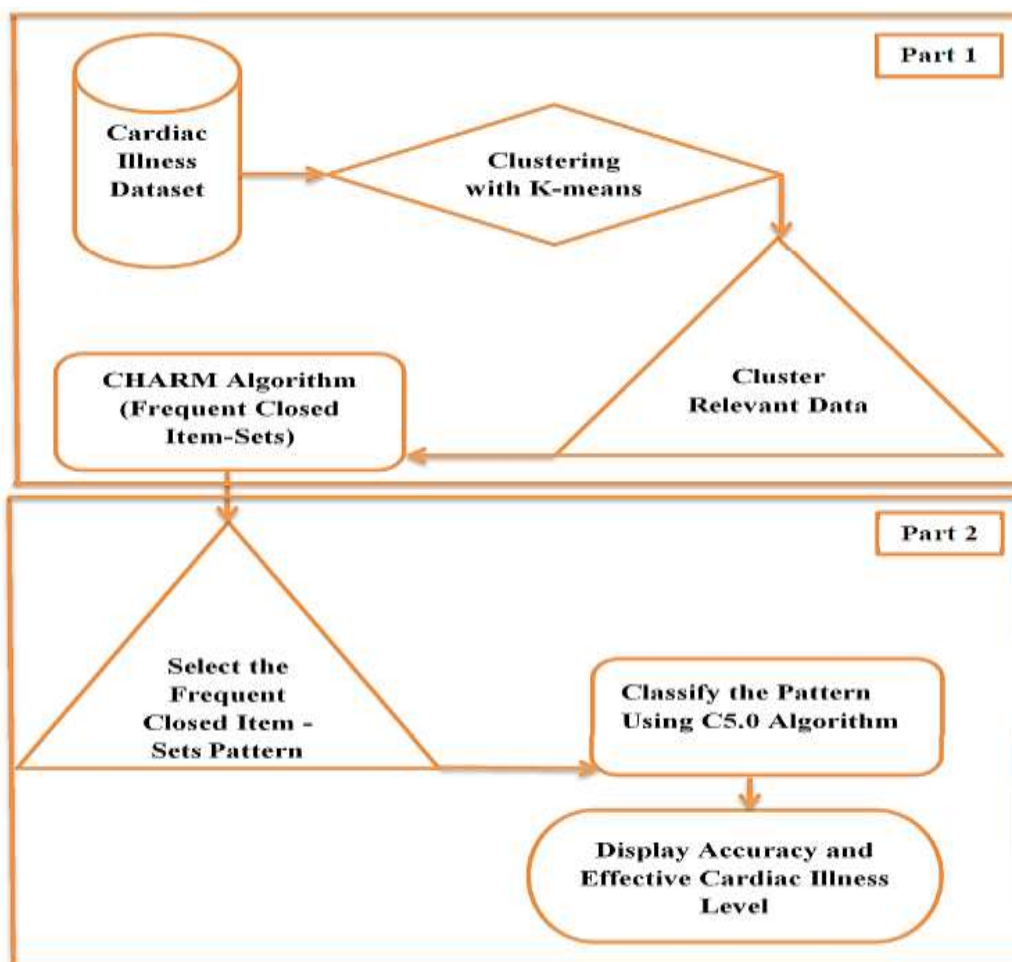 Part 1
Cardiac
Illness
Dataset
Clustering
with K-means
Cluster
Relevant Data
CHARM Algorithm
(Frequent Closed
Item-Sets)
Part 2
Select the
Frequent
Closed Item -
Sets Pattern
Classify the Pattern
Using C5.0 Algorithm
Display Accuracy and
Effective Cardiac Illness
Level